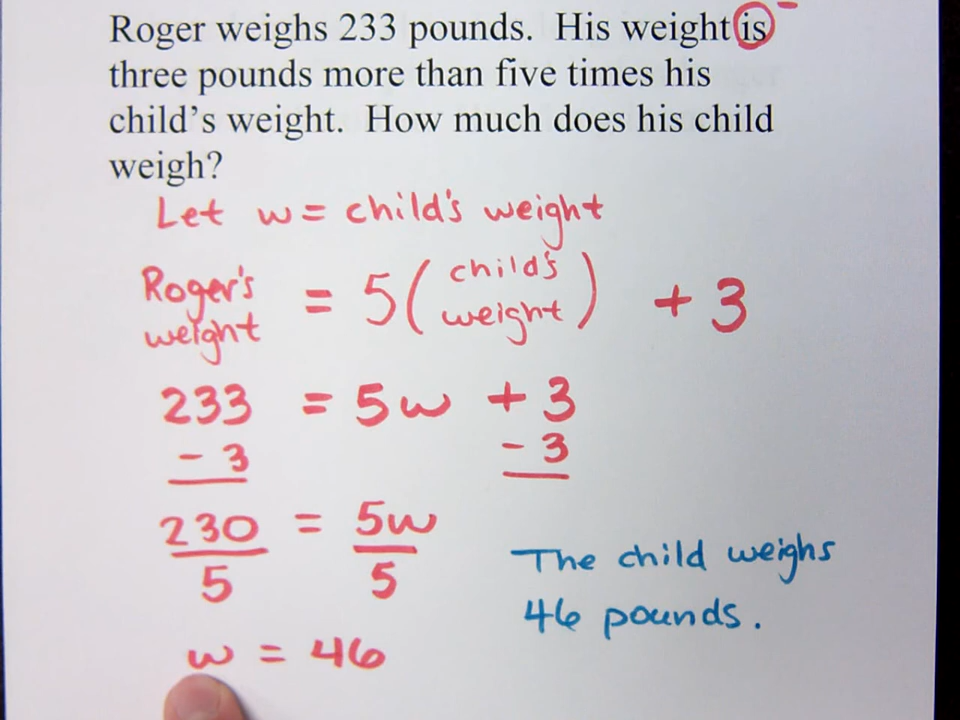 Roger weighs 233 pounds. His weight is
three pounds more than five times his
child's weight. How much does his child
weigh?
Let w = child's weight
Roger's weight = 5 ( child's weight ) + 3
233 = 5w + 3
- 3 - 3
230 = 5w
5 5
w = 46
The child weighs
46 pounds.